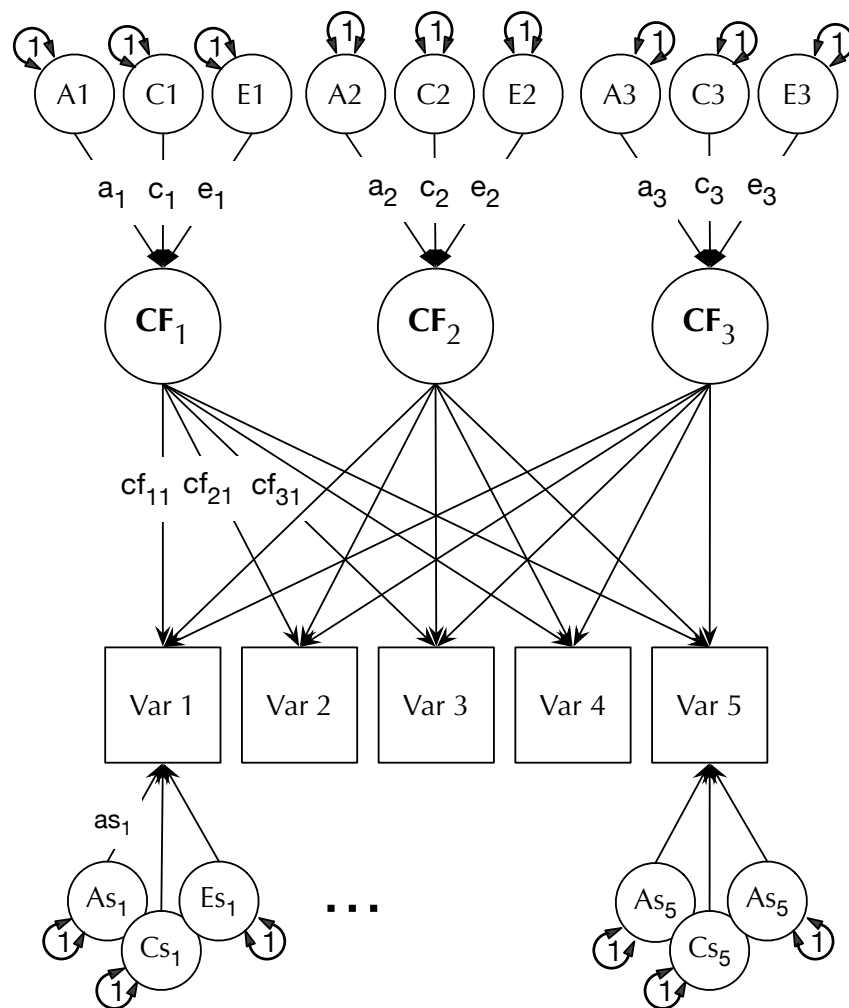 1 1 1 1 1 1 1 1 1
A1 C1 E1 A2 C2 E2 A3 C3 E3
a₁ c₁ e₁ a₂ c₂ e₂ a₃ c₃ e₃
CF₁ CF₂ CF₃
cf₁₁ cf₂₁ cf₃₁
Var 1 Var 2 Var 3 Var 4 Var 5
as₁
As₁ Es₁ ... As₅ As₅
1 Cs₁ 1 1 Cs₅ 1
1 1